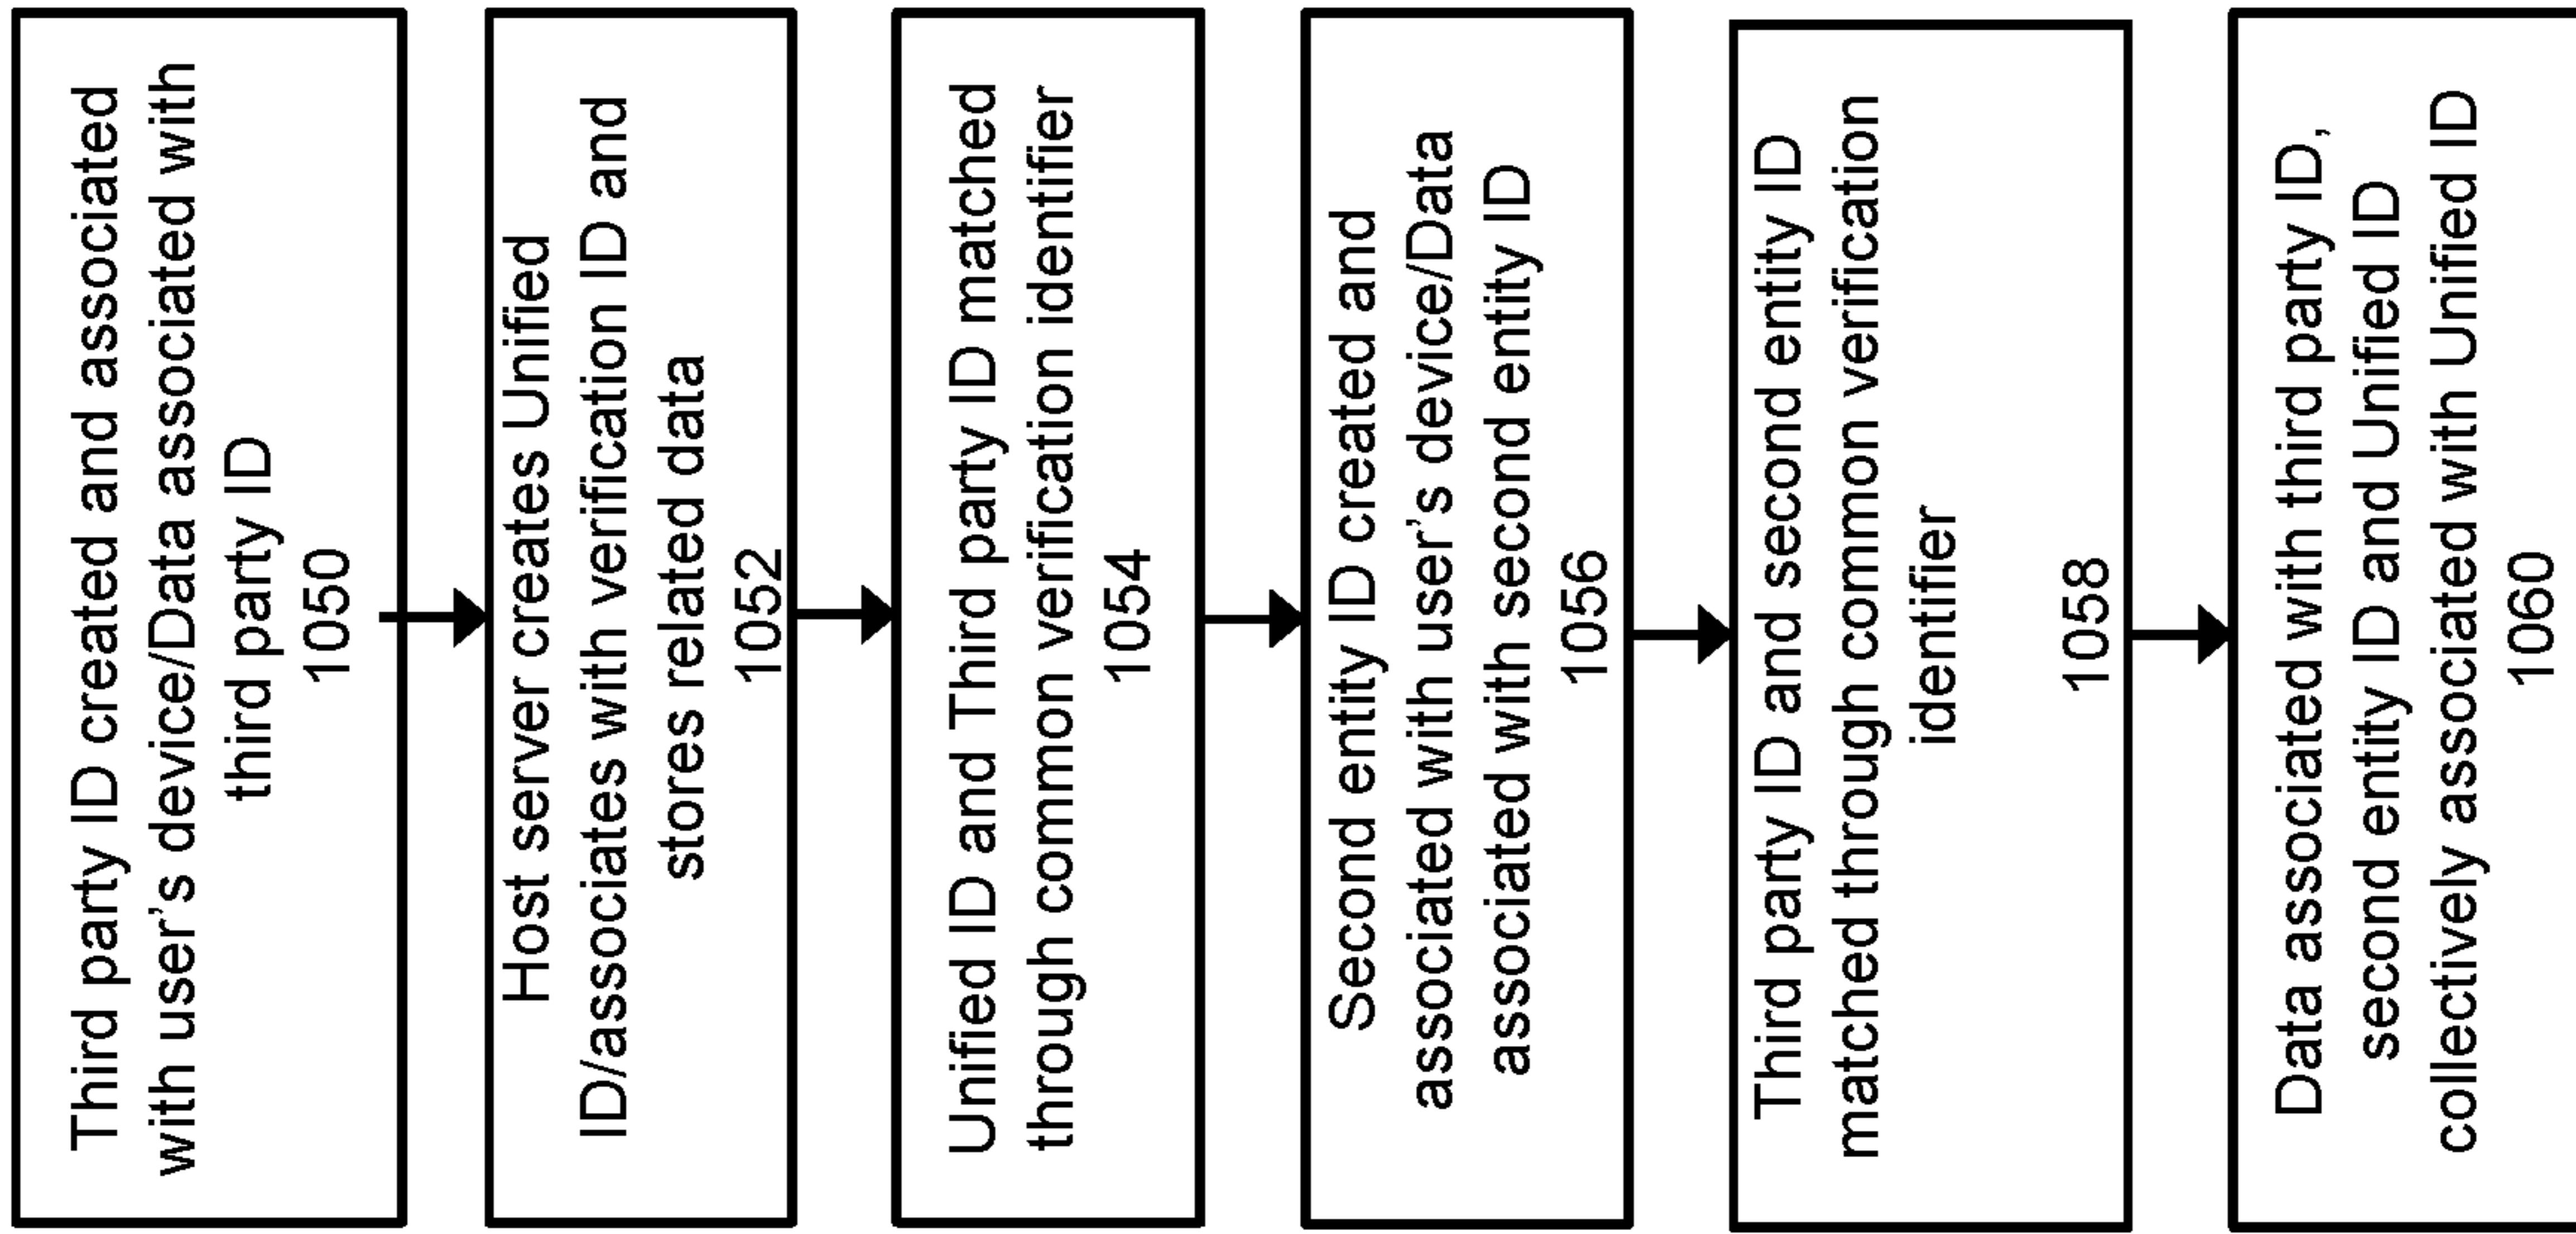 Third party ID created and associated
with user's device/Data associated with
third party ID
1050
Host server creates Unified
ID/associates with verification ID and
stores related data
1052
Unified ID and Third party ID matched
through common verification identifier
1054
Second entity ID created and
associated with user's device/Data
associated with second entity ID
1056
Third party ID and second entity ID
matched through common verification
identifier
1058
Data associated with third party ID,
second entity ID and Unified ID
collectively associated with Unified ID
1060